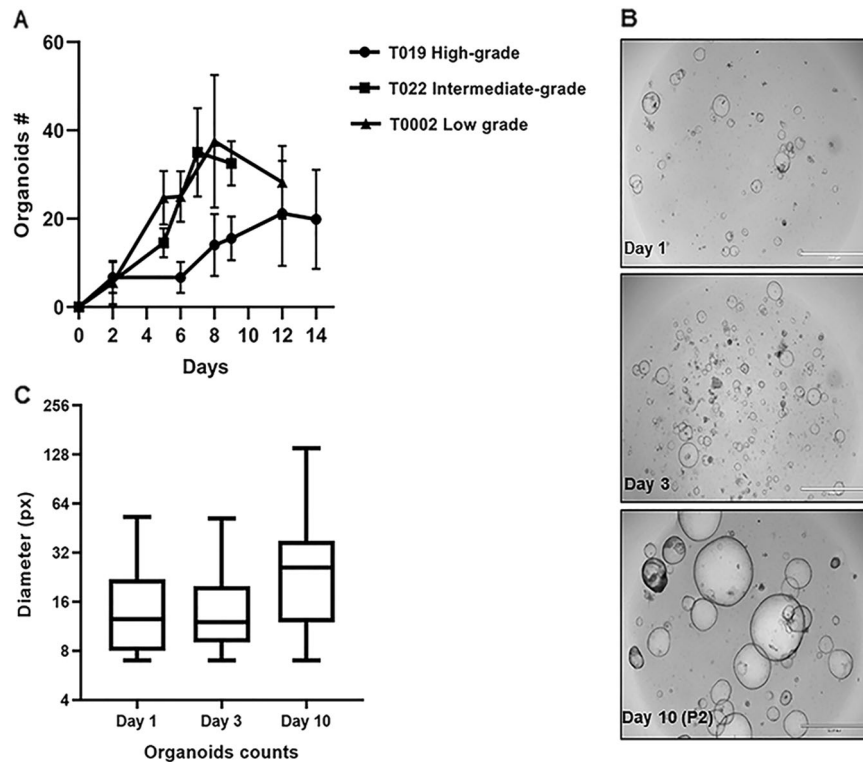 A
60
40
20
0
Organoids #
0 2 4 6 8 10 12 14
Days
T019 High-grade
T022 Intermediate-grade
T0002 Low grade
B
Day 1
Day 3
Day 10 (P2)
C
256
128
64
32
16
8
4
Diameter (px)
Day 1 Day 3 Day 10
Organoids counts